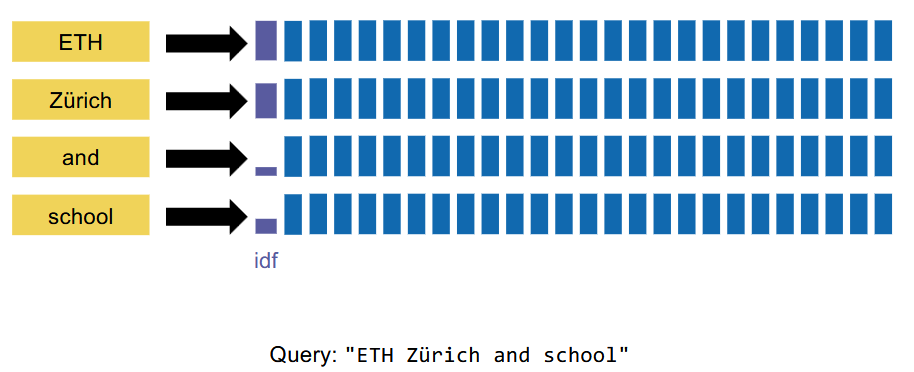 ETH
Zürich
and
school
idf
Query: "ETH Zürich and school"